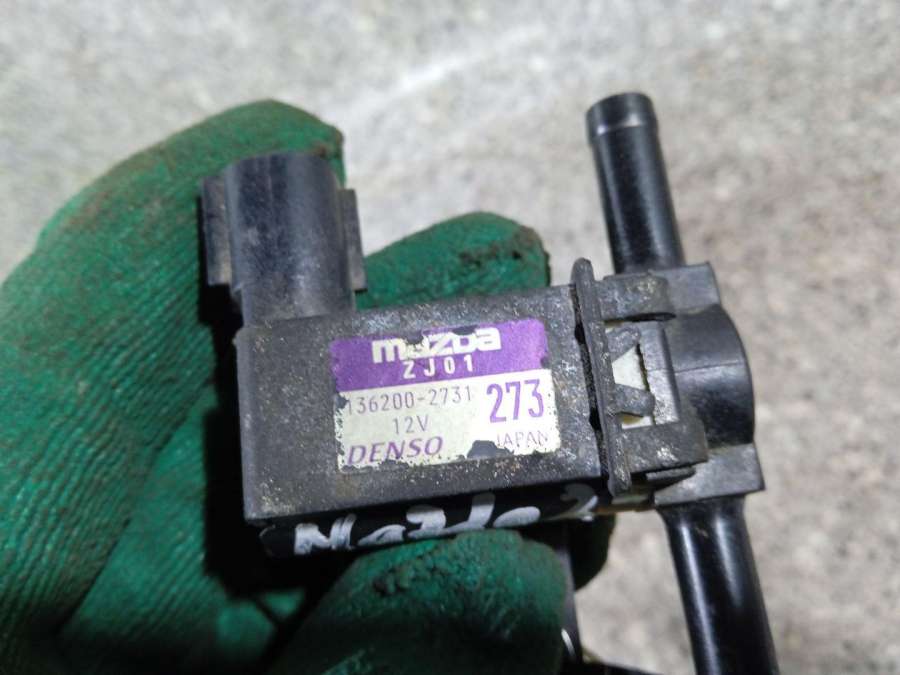 mazda
ZJ01
136200-2731
273
12V
DENSO
JAPAN